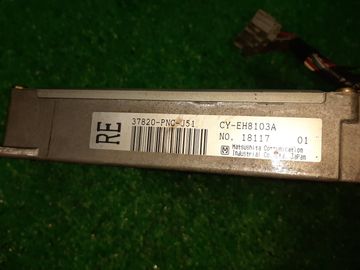 RE
37820-PNC-J51
CY-EH8103A
NO. 18117 01
Matsushita Communication
Industrial Co., Ltd. Japan